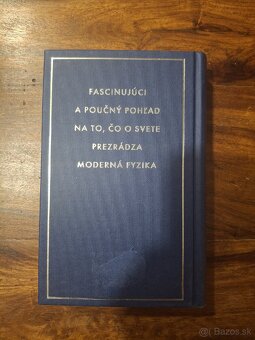 FASCINUJÚCI
A POUČNÝ POHĽAD
NA TO, ČO O SVETE
PREZRÁDZA
MODERNÁ FYZIKA
Bazos.sk